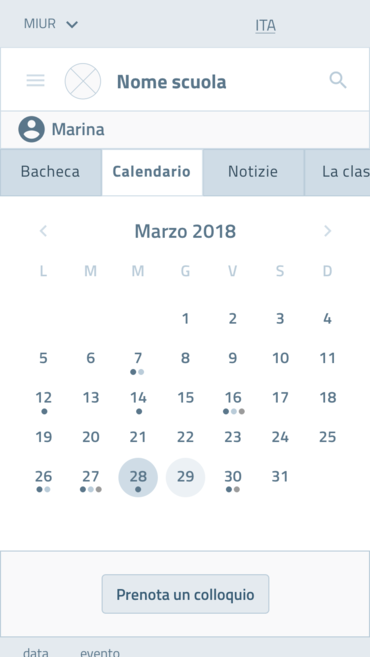 MIUR ITA
Nome scuola
Marina
Bacheca Calendario Notizie La clas
Marzo 2018
L M M G V S D
1 2 3 4
5 6 7 8 9 10 11
12 13 14 15 16 17 18
19 20 21 22 23 24 25
26 27 28 29 30 31
Prenota un colloquio
data evento